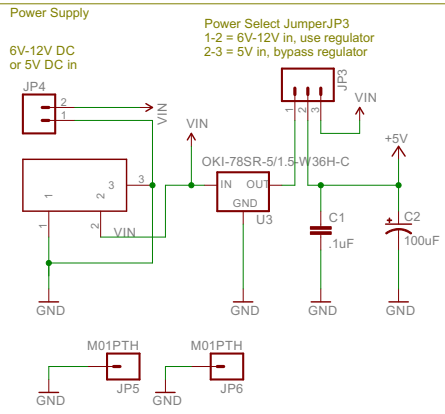 Power Supply
Power Select JumperJP3
1-2 = 6V-12V in, use regulator
2-3 = 5V in, bypass regulator
6V-12V DC
or 5V DC in
JP4
2
1
VIN
JP3
1
2
3
VIN
VIN
+5V
OKI-78SR-5/1.5-W36H-C
IN
OUT
GND
U3
3
3
1
2
1
2
VIN
C1
.1uF
+
C2
100uF
GND
GND
GND
GND
M01PTH
M01PTH
JP5
JP6
GND
GND